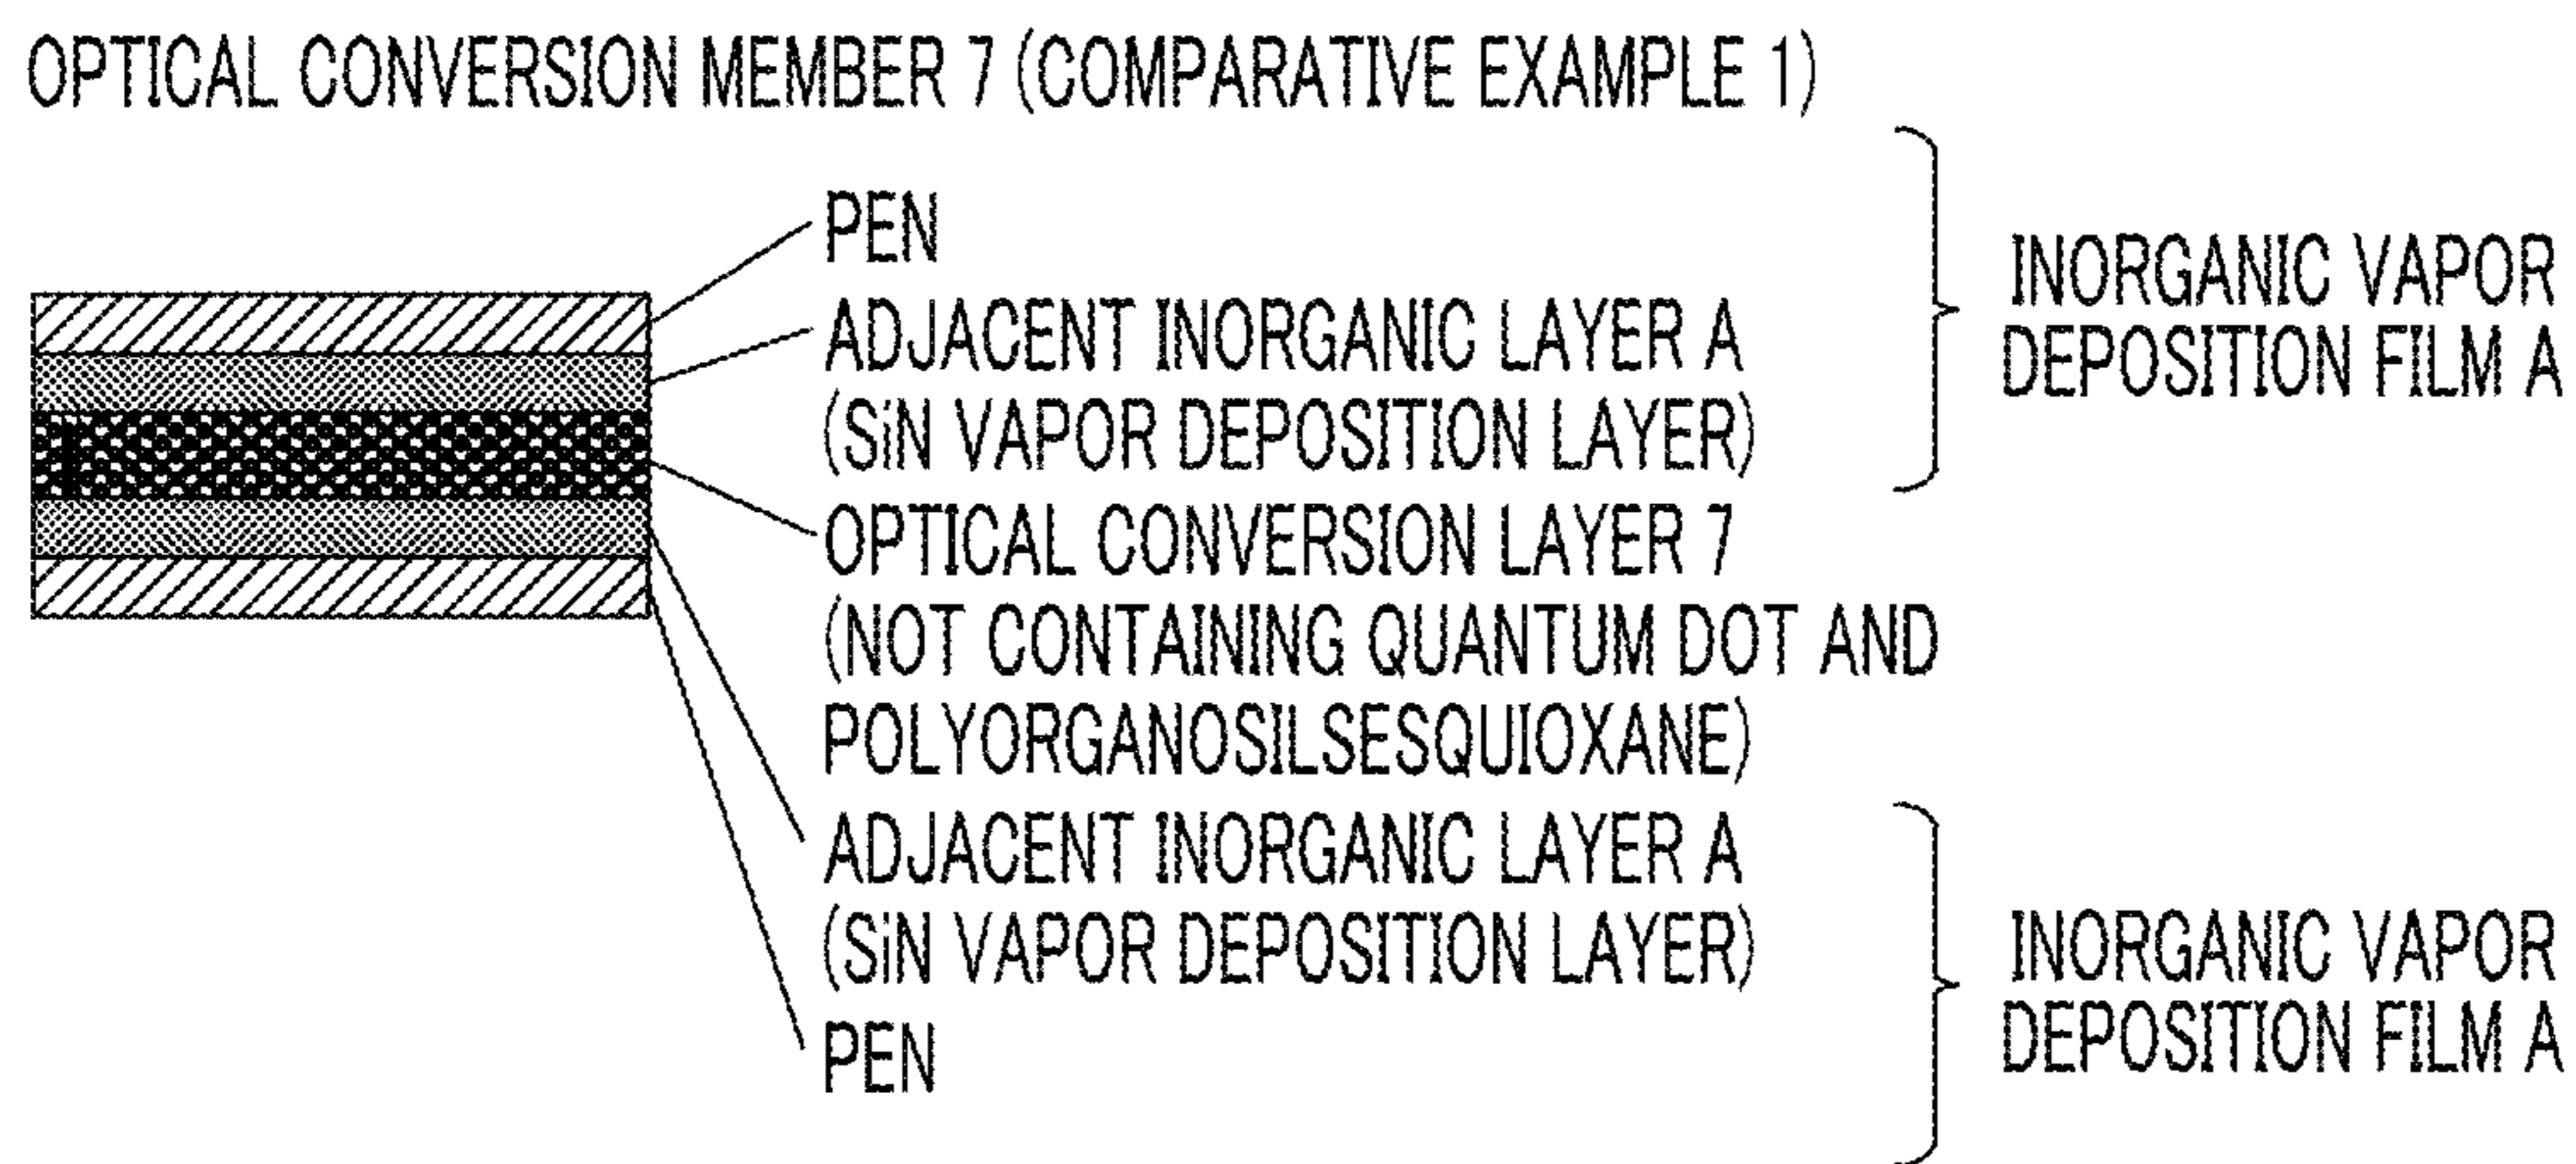 OPTICAL CONVERSION MEMBER 7 (COMPARATIVE EXAMPLE 1)
PEN
ADJACENT INORGANIC LAYER A
(SiN VAPOR DEPOSITION LAYER)
INORGANIC VAPOR
DEPOSITION FILM A
OPTICAL CONVERSION LAYER 7
(NOT CONTAINING QUANTUM DOT AND
POLYORGANOSILSESQUIOXANE)
ADJACENT INORGANIC LAYER A
(SiN VAPOR DEPOSITION LAYER)
PEN
INORGANIC VAPOR
DEPOSITION FILM A